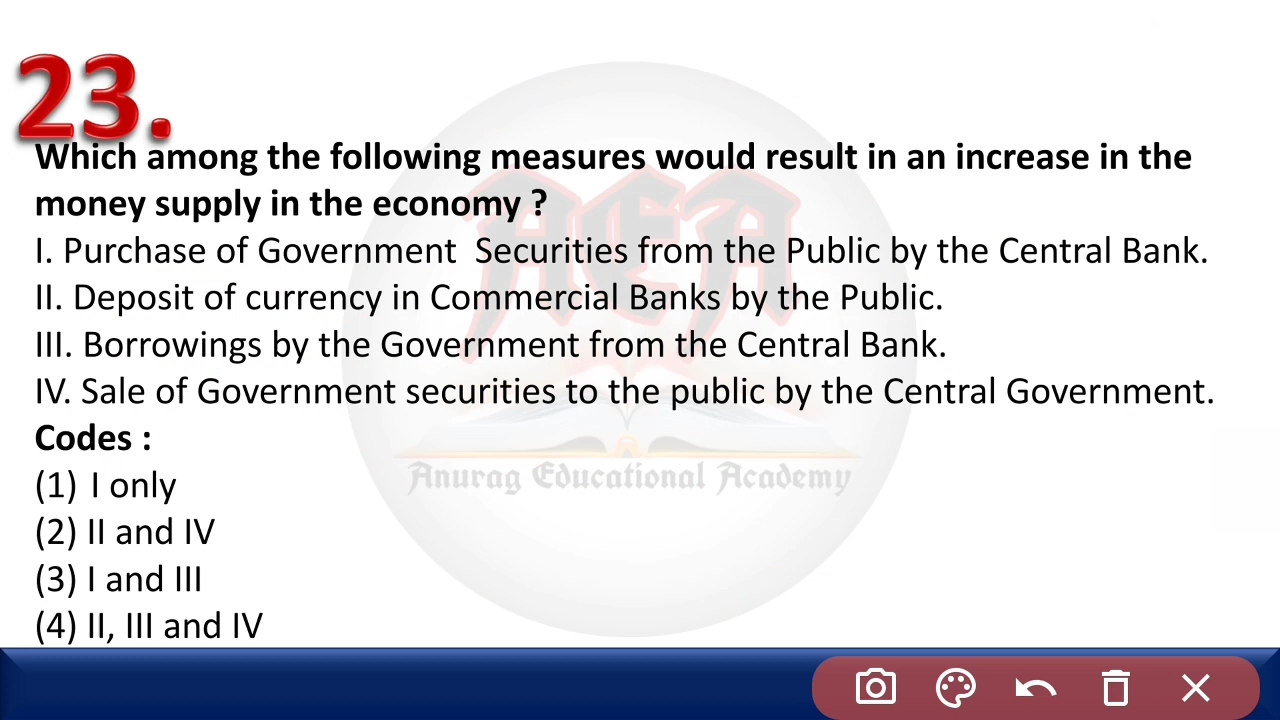 23.
Which among the following measures would result in an increase in the
money supply in the economy ?
I. Purchase of Government  Securities from the Public by the Central Bank.
II. Deposit of currency in Commercial Banks by the Public.
III. Borrowings by the Government from the Central Bank.
IV. Sale of Government securities to the public by the Central Government.
Codes :
(1) I only
(2) II and IV
(3) I and III
(4) II, III and IV
AEA
Anurag Educational Academy